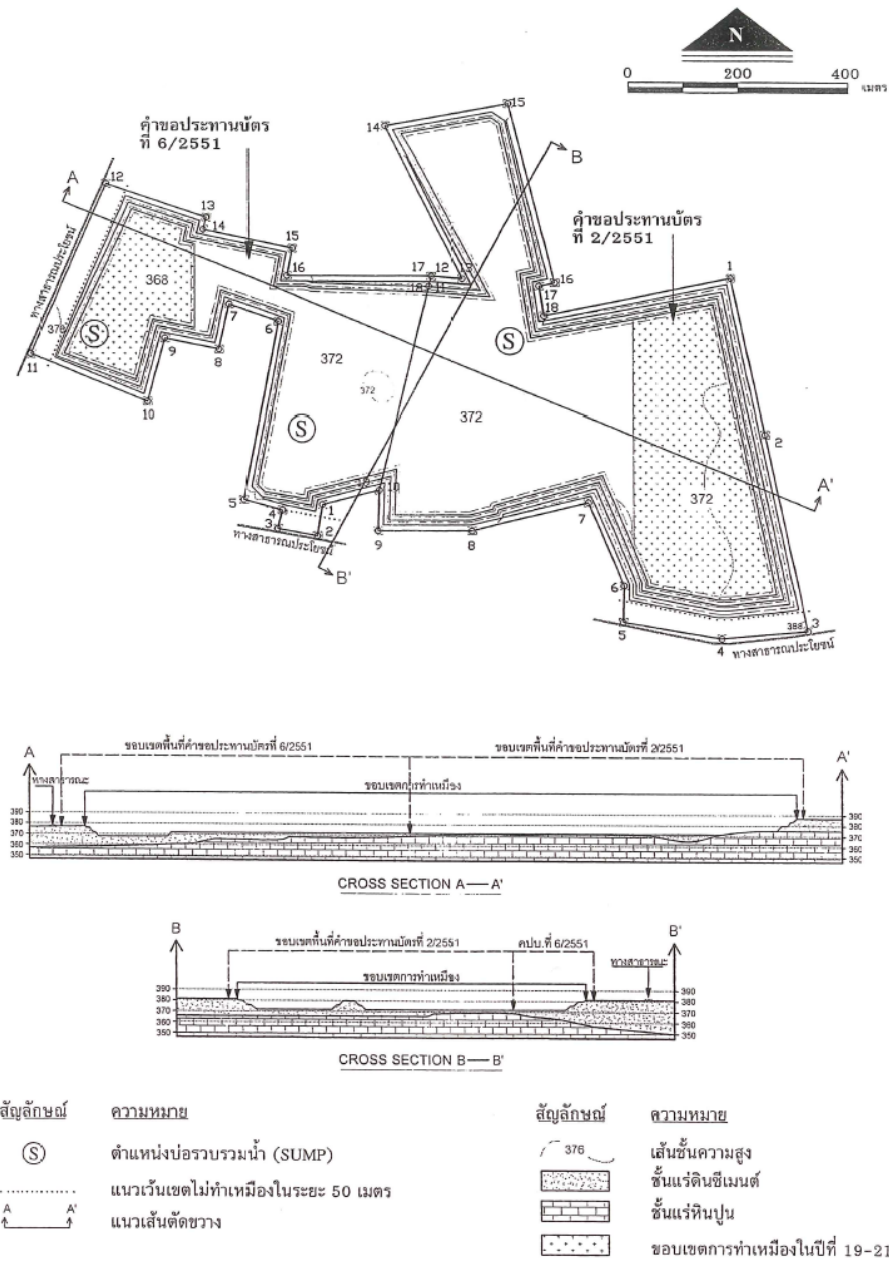 N
0 200 400 เมตร
คำขอประทานบัตร
ที่ 6/2551
15
14
B
A
12
13
14
คำขอประทานบัตร
ที่ 2/2551
15
16
17 12 13
18 11
16
17
18
1
ทางสาธารณประโยชน์
368
378
S
7
6
9
8
11
10
372
372
372
S
S
2
372
A'
5
4
3
1
2
10
9
8
7
6
5
4
3
388
ทางสาธารณประโยชน์
B'
ทางสาธารณประโยชน์
ขอบเขตพื้นที่คำขอประทานบัตรที่ 6/2551 ขอบเขตพื้นที่คำขอประทานบัตรที่ 2/2551
A A'
ทางสาธารณะ
ขอบเขตการทำเหมือง
390 390
380 380
370 370
360 360
350 350
CROSS SECTION A — A'
B B'
ขอบเขตพื้นที่คำขอประทานบัตรที่ 2/2551 คปบ.ที่ 6/2551
ทางสาธารณะ
ขอบเขตการทำเหมือง
390 390
380 380
370 370
360 360
350 350
CROSS SECTION B — B'
สัญลักษณ์ ความหมาย
S ตำแหน่งบ่อรวบรวมน้ำ (SUMP)
แนวเว้นเขตไม่ทำเหมืองในระยะ 50 เมตร
A A' แนวเส้นตัดขวาง
สัญลักษณ์ ความหมาย
376 เส้นชั้นความสูง
ชั้นแร่ดินซีเมนต์
ชั้นแร่หินปูน
ขอบเขตการทำเหมืองในปีที่ 19-21